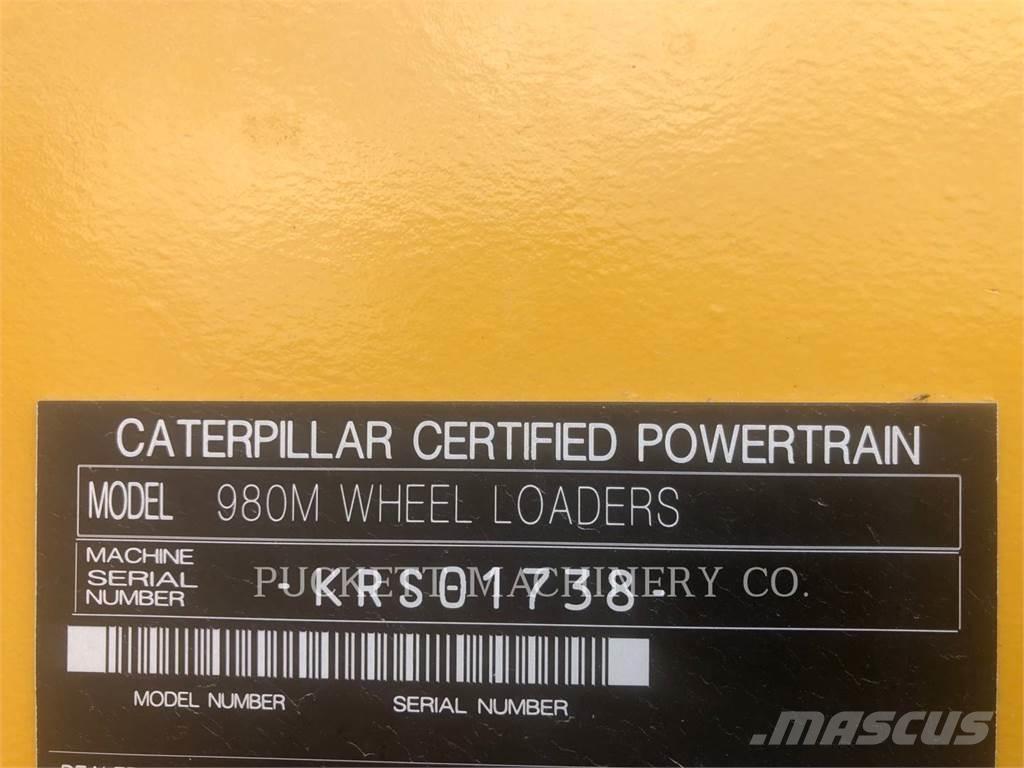 CATERPILLAR CERTIFIED POWERTRAIN
MODEL 980M WHEEL LOADERS
MACHINE
SERIAL
NUMBER
-KRS01738-
PUCKETT MACHINERY CO.
MODEL NUMBER SERIAL NUMBER
MASCUS